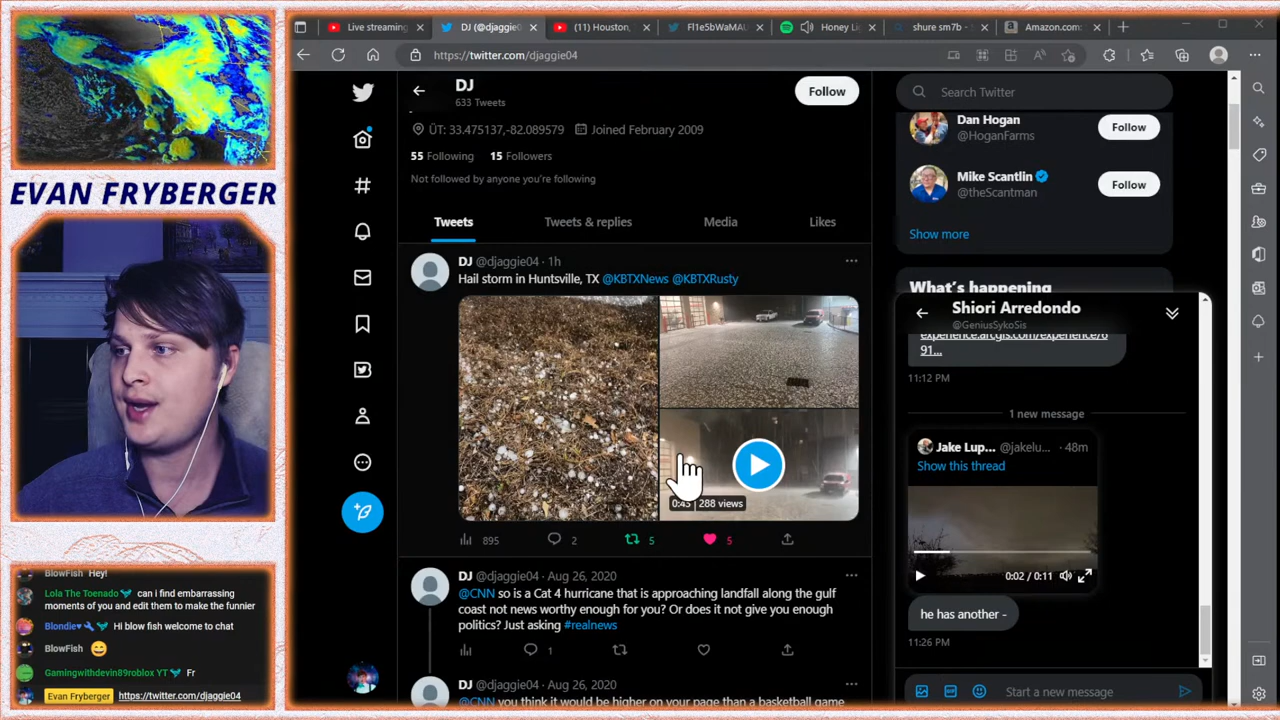 Live streaming
DJ (@djaggie04)
(11) Houston,
Fl1e5bWaMAU
Honey Li
shure sm7b
Amazon.com:
https://twitter.com/djaggie04
EVAN FRYBERGER
BlowFish Hey!
Lola The Toenado can i find embarrassing
moments of you and edit them to make the funnier
Blondie Hi blow fish welcome to chat
BlowFish
Gamingwithdevin89roblox YT Fr
Evan Fryberger https://twitter.com/djaggie04
DJ
633 Tweets
Follow
ÜT: 33.475137,-82.089579 Joined February 2009
55 Following 15 Followers
Not followed by anyone you're following
Tweets Tweets & replies Media Likes
DJ @djaggie04 · 1h
Hail storm in Huntsville, TX @KBTXNews @KBTXRusty
0:45 | 288 views
895 2 5 5
DJ @djaggie04 · Aug 26, 2020
@CNN so is a Cat 4 hurricane that is approaching landfall along the gulf
coast not news worthy enough for you? Or does it not give you enough
politics? Just asking #realnews
1
DJ @djaggie04 · Aug 26, 2020
@CNN you think it would be higher on your page than a basketball game
Search Twitter
Dan Hogan
@HoganFarms
Follow
Mike Scantlin
@theScantman
Follow
Show more
What's happening
Shiori Arredondo
@GeniusSykoSis
experience.arcgis.com/experience/6
91...
11:12 PM
1 new message
Jake Lup... @jakelu... · 48m
Show this thread
0:02 / 0:11
he has another -
11:26 PM
Start a new message